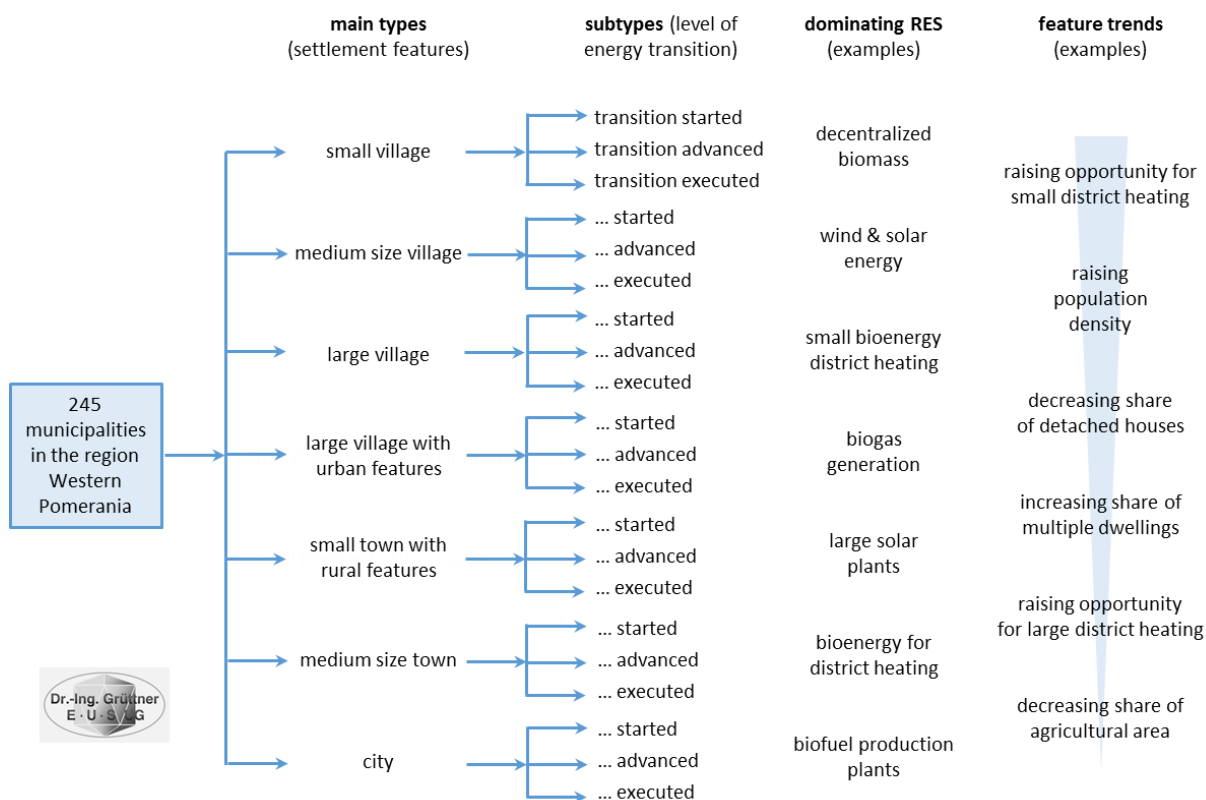 main types
(settlement features)
subtypes (level of
energy transition)
dominating RES
(examples)
feature trends
(examples)
245
municipalities
in the region
Western
Pomerania
small village
transition started
transition advanced
transition executed
decentralized
biomass
raising opportunity for
small district heating
medium size village
... started
... advanced
... executed
wind & solar
energy
raising
population
density
large village
... started
... advanced
... executed
small bioenergy
district heating
decreasing share
of detached houses
large village with
urban features
... started
... advanced
... executed
biogas
generation
increasing share of
multiple dwellings
small town with
rural features
... started
... advanced
... executed
large solar
plants
raising opportunity
for large district heating
medium size town
... started
... advanced
... executed
bioenergy for
district heating
decreasing share of
agricultural area
city
... started
... advanced
... executed
biofuel production
plants
Dr.-Ing. Grüttner
E·U·S·UG